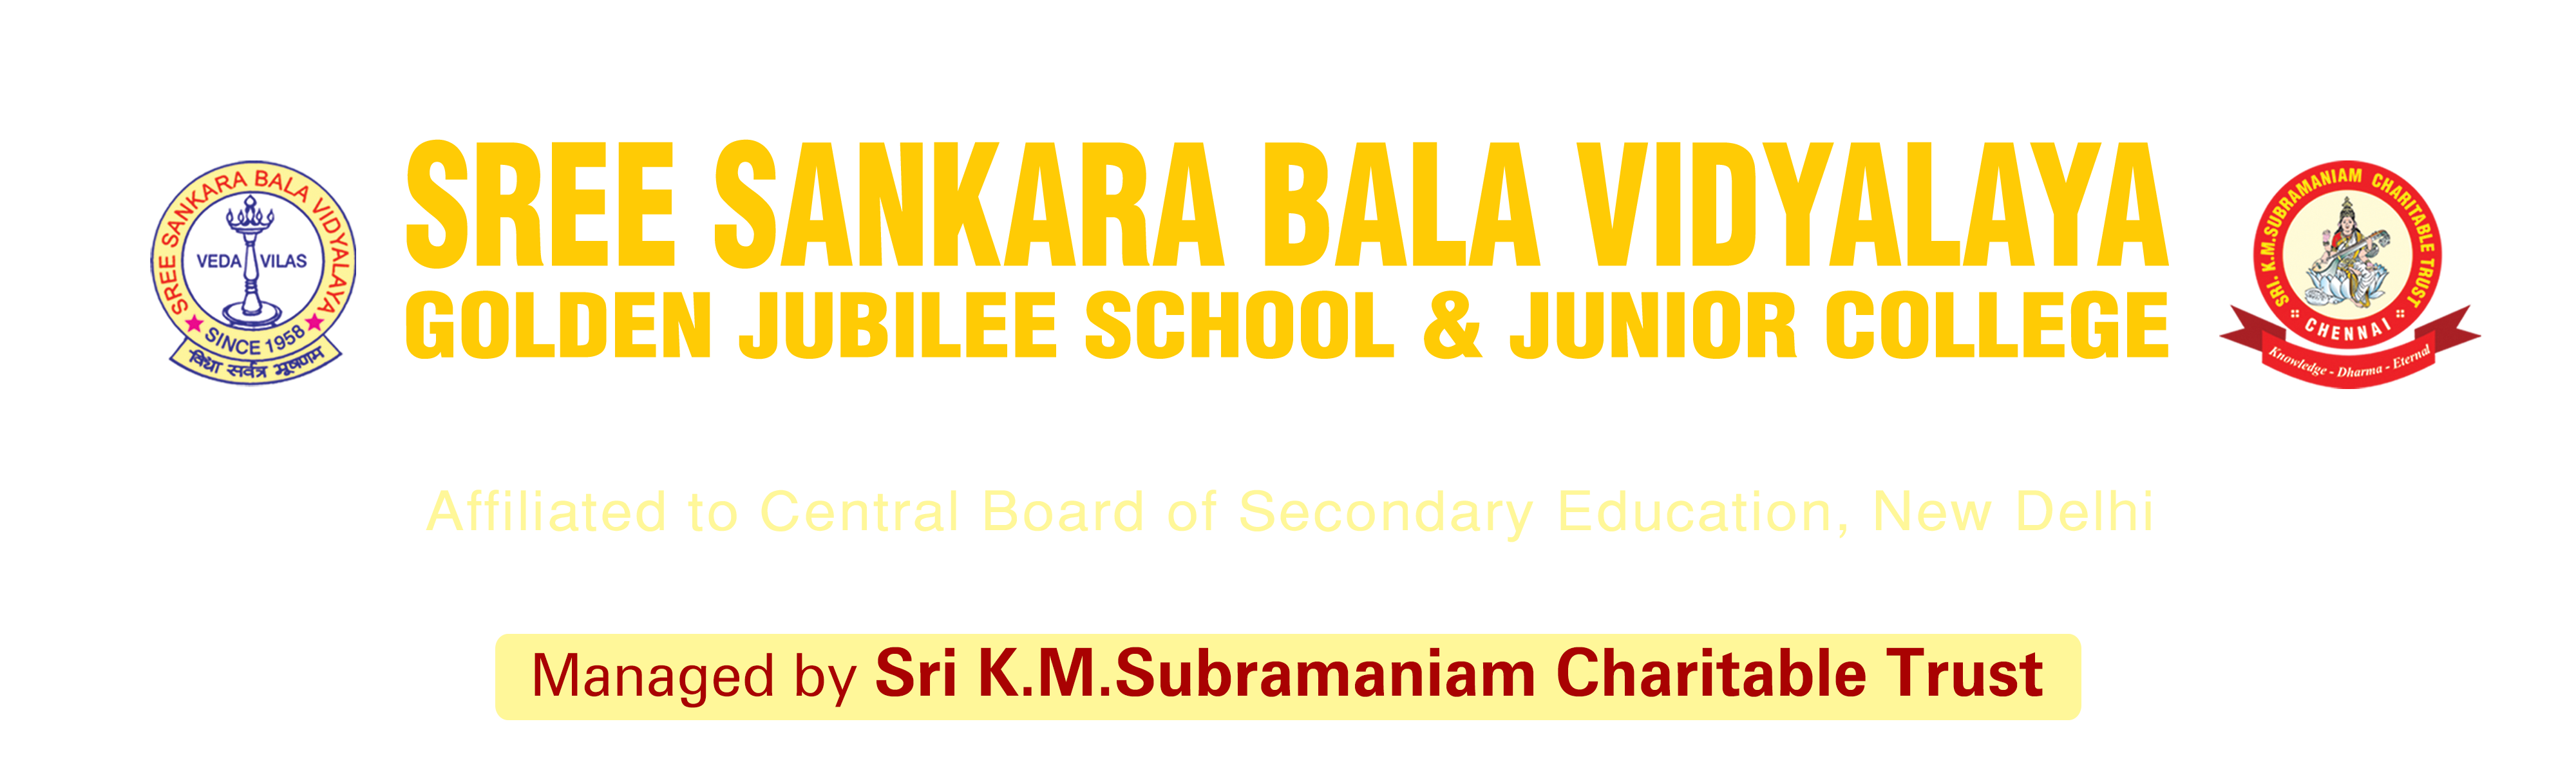 SREE SANKARA BALA VIDYALAYA
VEDA VILAS
SINCE 1958
विद्या सर्वत्र भूषणम
SREE SANKARA BALA VIDYALAYA
GOLDEN JUBILEE SCHOOL & JUNIOR COLLEGE
SRI. K.M.SUBRAMANIAM CHARITABLE TRUST
CHENNAI
Knowledge - Dharma - Eternal
Affiliated to Central Board of Secondary Education, New Delhi
Managed by Sri K.M.Subramaniam Charitable Trust